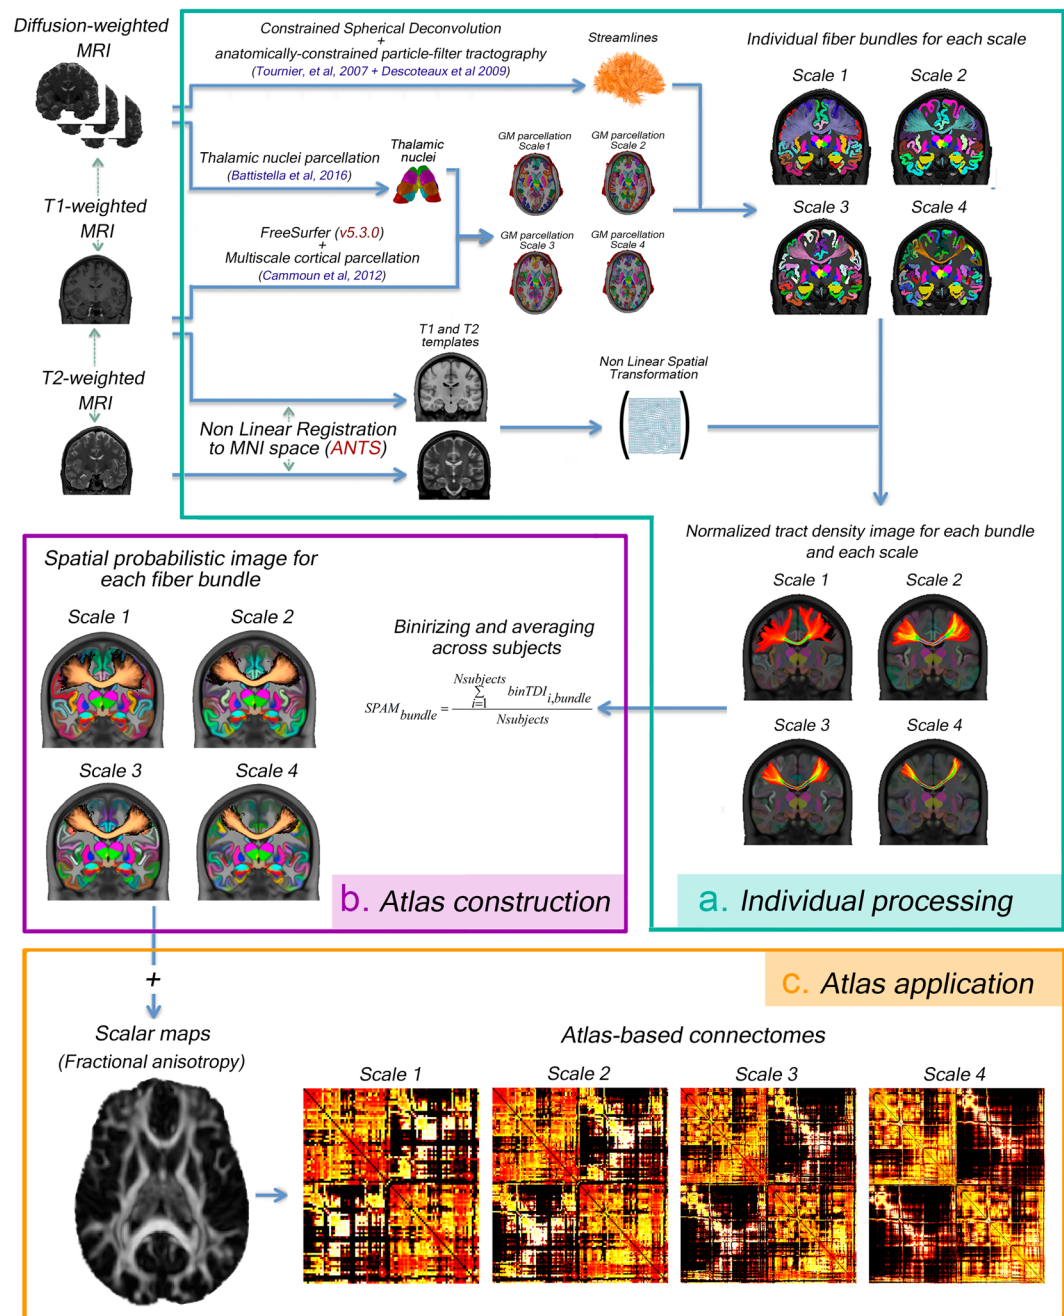 Diffusion-weighted
MRI
T1-weighted
MRI
T2-weighted
MRI
Constrained Spherical Deconvolution
+
anatomically-constrained particle-filter tractography
(Tournier, et al, 2007 + Descoteaux et al 2009)
Streamlines
Thalamic nuclei parcellation
(Battistella et al, 2016)
Thalamic
nuclei
FreeSurfer (v5.3.0)
+
Multiscale cortical parcellation
(Cammoun et al, 2012)
GM parcellation
Scale1
GM parcellation
Scale 2
GM parcellation
Scale 3
GM parcellation
Scale 4
Individual fiber bundles for each scale
Scale 1
Scale 2
Scale 3
Scale 4
T1 and T2
templates
Non Linear Registration
to MNI space (ANTS)
Non Linear Spatial
Transformation
Normalized tract density image for each bundle
and each scale
Scale 1
Scale 2
Scale 3
Scale 4
a. Individual processing
Spatial probabilistic image for
each fiber bundle
Scale 1
Scale 2
Scale 3
Scale 4
Binirizing and averaging
across subjects
SPAM_bundle = Nsubjects ∑ i=1 binTDI_i,bundle / Nsubjects
b. Atlas construction
+
c. Atlas application
Scalar maps
(Fractional anisotropy)
Atlas-based connectomes
Scale 1
Scale 2
Scale 3
Scale 4